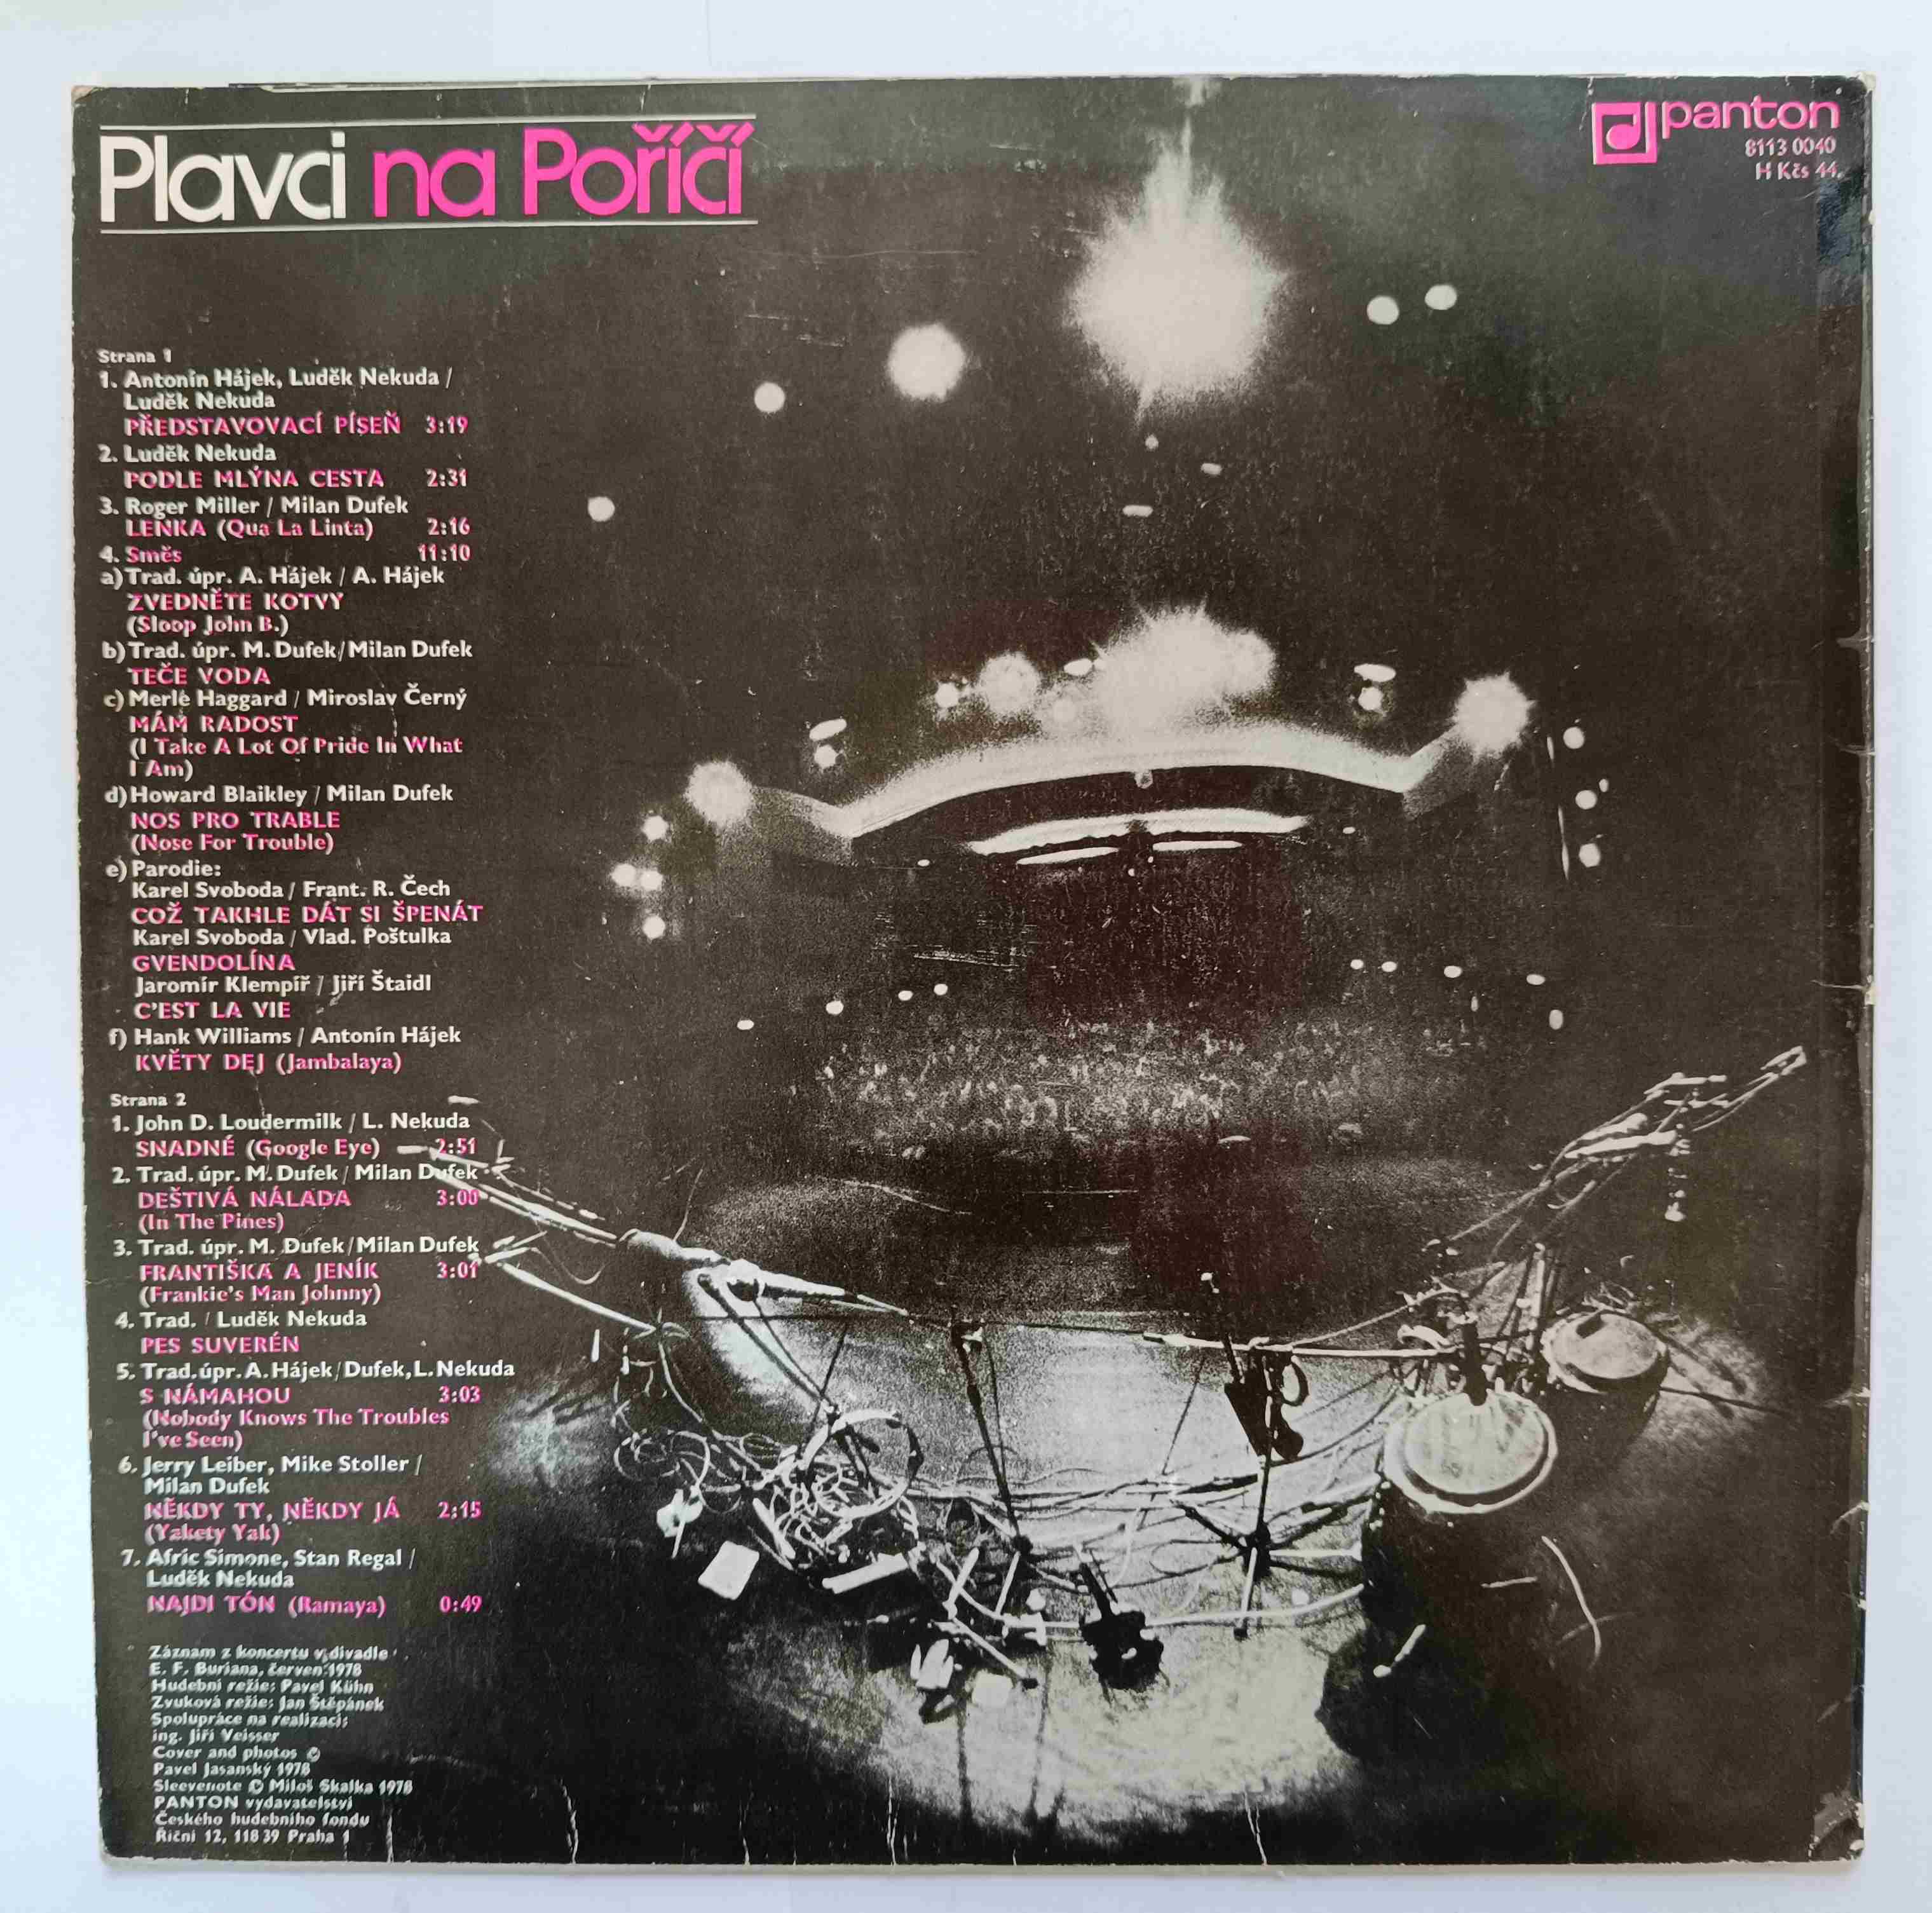 Plavci na Poříčí
panton
8113 0040
H Kčs 44.
Strana 1
1. Antonín Hájek, Luděk Nekuda /
Luděk Nekuda
PŘEDSTAVOVACÍ PÍSEŇ 3:19
2. Luděk Nekuda
PODLE MLÝNA CESTA 2:31
3. Roger Miller / Milan Dufek
LENKA (Qua La Linta) 2:16
4. Směs 11:10
a) Trad. úpr. A. Hájek / A. Hájek
ZVEDNĚTE KOTVY
(Sloop John B.)
b) Trad. úpr. M. Dufek/Milan Dufek
TEČE VODA
c) Merle Haggard / Miroslav Černý
MÁM RADOST
(I Take A Lot Of Pride In What
I Am)
d) Howard Blaikley / Milan Dufek
NOS PRO TRABLE
(Nose For Trouble)
e) Parodie:
Karel Svoboda / Frant. R. Čech
COŽ TAKHLE DÁT SI ŠPENÁT
Karel Svoboda / Vlad. Poštulka
GVENDOLÍNA
Jaromír Klempíř / Jiří Štaidl
C'EST LA VIE
f) Hank Williams / Antonín Hájek
KVĚTY DEJ (Jambalaya)
Strana 2
1. John D. Loudermilk / L. Nekuda
SNADNÉ (Google Eye) 2:51
2. Trad. úpr. M. Dufek / Milan Dufek
DEŠTIVÁ NÁLADA 3:00
(In The Pines)
3. Trad. úpr. M. Dufek/Milan Dufek
FRANTIŠKA A JENÍK 3:01
(Frankie's Man Johnny)
4. Trad. / Luděk Nekuda
PES SUVERÉN
5. Trad.úpr. A. Hájek/Dufek, L. Nekuda
S NÁMAHOU 3:03
(Nobody Knows The Troubles
I've Seen)
6. Jerry Leiber, Mike Stoller /
Milan Dufek
NĚKDY TY, NĚKDY JÁ 2:15
(Yakety Yak)
7. Afric Simone, Stan Regal /
Luděk Nekuda
NAJDI TÓN (Ramaya) 0:49
Záznam z koncertu v divadle
E. F. Buriana, červen 1978
Hudební režie: Pavel Kühn
Zvuková režie: Jan Štěpánek
Spolupráce na realizaci:
ing. Jiří Veisser
Cover and photos ©
Pavel Jasanský 1978
Sleevenote © Miloš Skalka 1978
PANTON vydavatelství
Českého hudebního fondu
Říční 12, 118 39 Praha 1